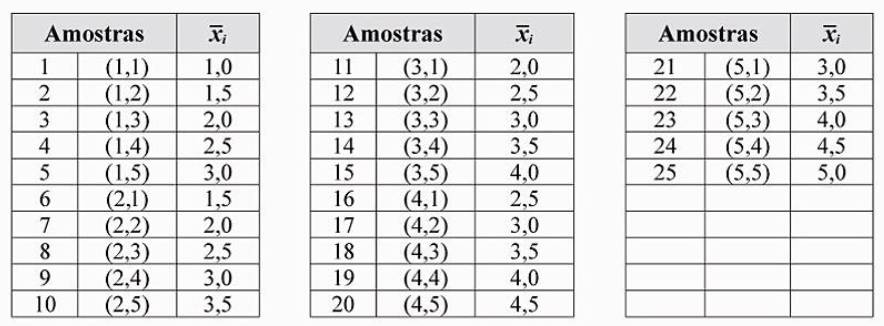 Amostras x̄ᵢ
1 (1,1) 1,0
2 (1,2) 1,5
3 (1,3) 2,0
4 (1,4) 2,5
5 (1,5) 3,0
6 (2,1) 1,5
7 (2,2) 2,0
8 (2,3) 2,5
9 (2,4) 3,0
10 (2,5) 3,5
Amostras x̄ᵢ
11 (3,1) 2,0
12 (3,2) 2,5
13 (3,3) 3,0
14 (3,4) 3,5
15 (3,5) 4,0
16 (4,1) 2,5
17 (4,2) 3,0
18 (4,3) 3,5
19 (4,4) 4,0
20 (4,5) 4,5
Amostras x̄ᵢ
21 (5,1) 3,0
22 (5,2) 3,5
23 (5,3) 4,0
24 (5,4) 4,5
25 (5,5) 5,0